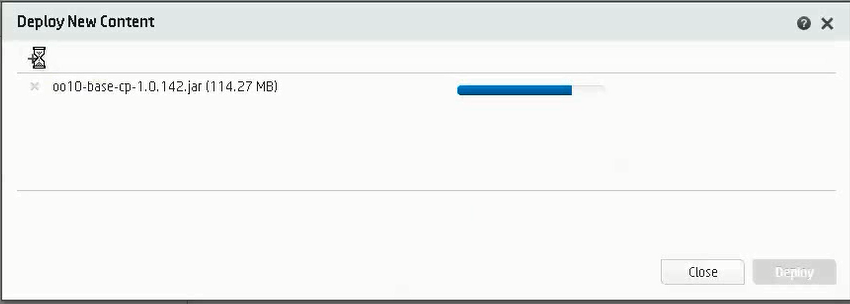 Deploy New Content
oo10-base-cp-1.0.142.jar (114.27 MB)
Close
Deploy